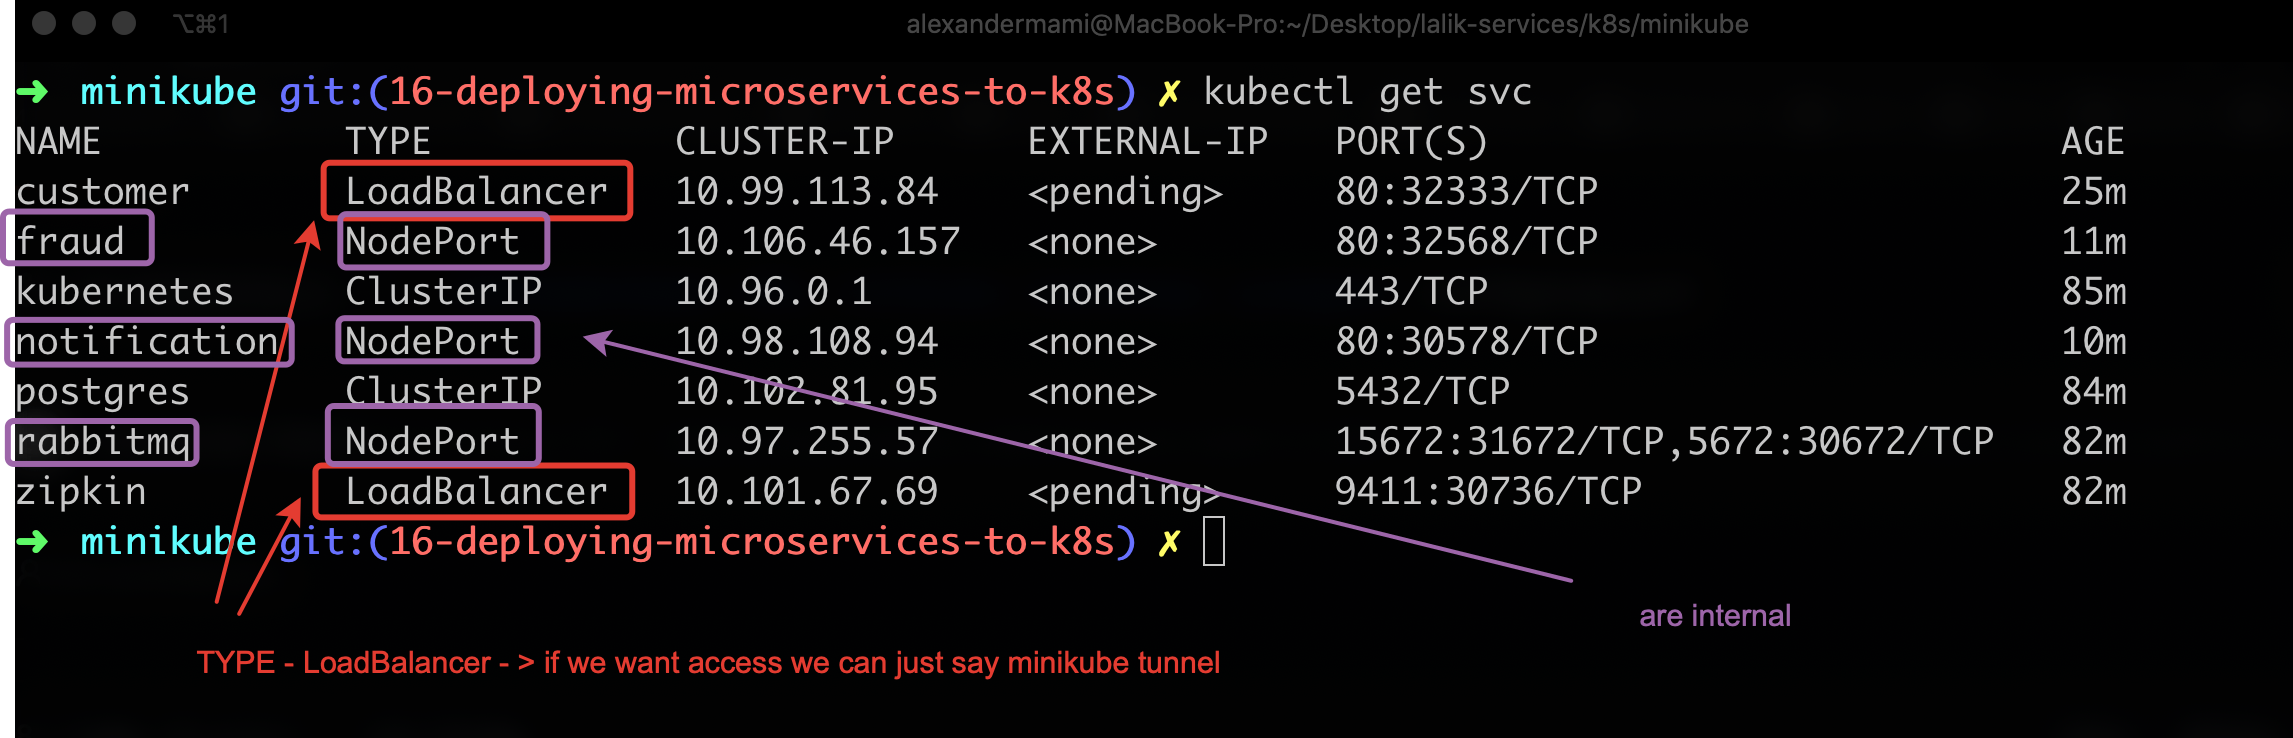 ⌥⌘1 alexandermami@MacBook-Pro:~/Desktop/lalik-services/k8s/minikube
➜ minikube git:(16-deploying-microservices-to-k8s) ✗ kubectl get svc
NAME TYPE CLUSTER-IP EXTERNAL-IP PORT(S) AGE
customer LoadBalancer 10.99.113.84 <pending> 80:32333/TCP 25m
fraud NodePort 10.106.46.157 <none> 80:32568/TCP 11m
kubernetes ClusterIP 10.96.0.1 <none> 443/TCP 85m
notification NodePort 10.98.108.94 <none> 80:30578/TCP 10m
postgres ClusterIP 10.102.81.95 <none> 5432/TCP 84m
rabbitmq NodePort 10.97.255.57 <none> 15672:31672/TCP,5672:30672/TCP 82m
zipkin LoadBalancer 10.101.67.69 <pending> 9411:30736/TCP 82m
➜ minikube git:(16-deploying-microservices-to-k8s) ✗
are internal
TYPE - LoadBalancer - > if we want access we can just say minikube tunnel